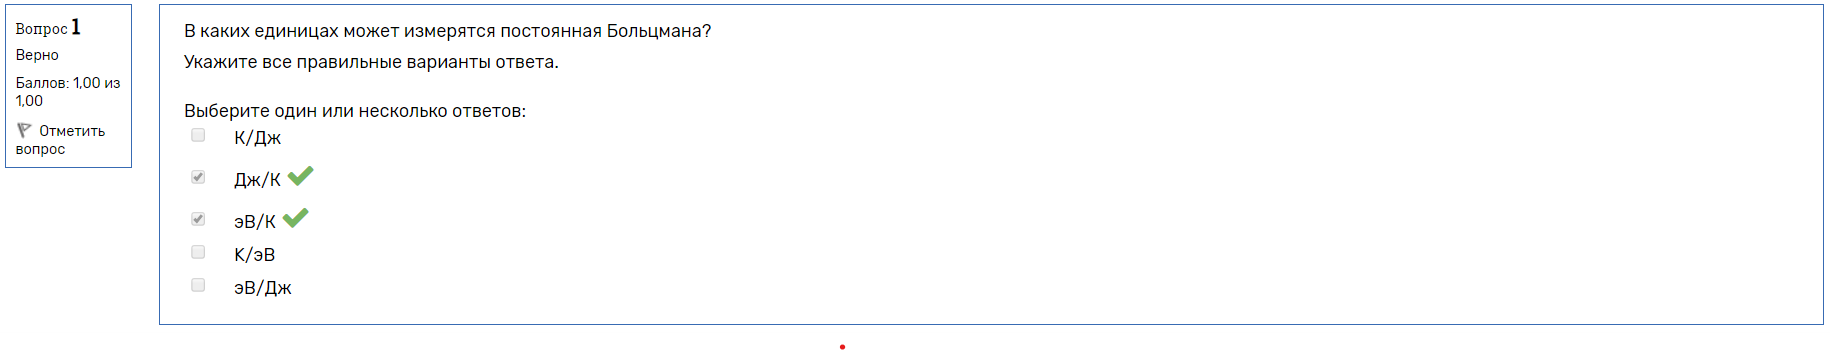 Вопрос 1
Верно
Баллов: 1,00 из
1,00
Отметить
вопрос
В каких единицах может измерятся постоянная Больцмана?
Укажите все правильные варианты ответа.
Выберите один или несколько ответов:
К/Дж
Дж/К
эВ/К
К/эВ
эВ/Дж